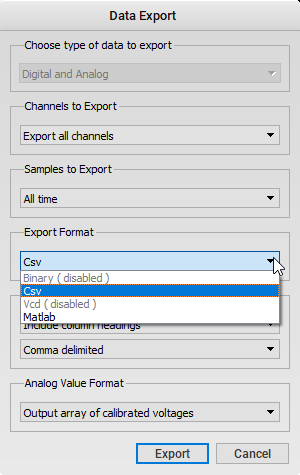 Data Export
Choose type of data to export
Digital and Analog
Channels to Export
Export all channels
Samples to Export
All time
Export Format
Csv
Binary ( disabled )
Csv
Vcd ( disabled )
Matlab
Include column headings
Comma delimited
Analog Value Format
Output array of calibrated voltages
Export
Cancel